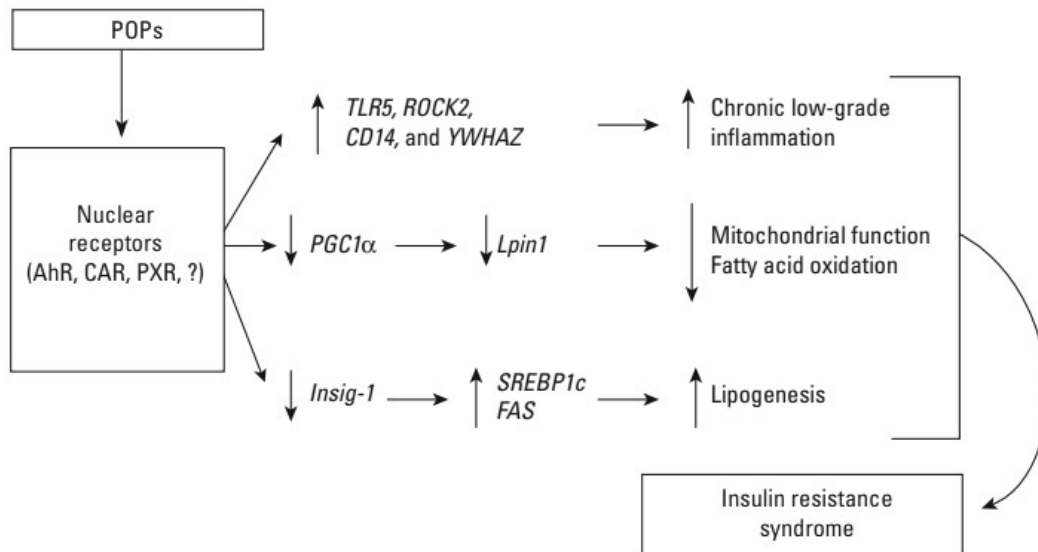 POPs
TLR5, ROCK2,
CD14, and YWHAZ
Chronic low-grade
inflammation
Nuclear
receptors
(AhR, CAR, PXR, ?)
PGC1α
Lpin1
Mitochondrial function
Fatty acid oxidation
Insig-1
SREBP1c
FAS
Lipogenesis
Insulin resistance
syndrome